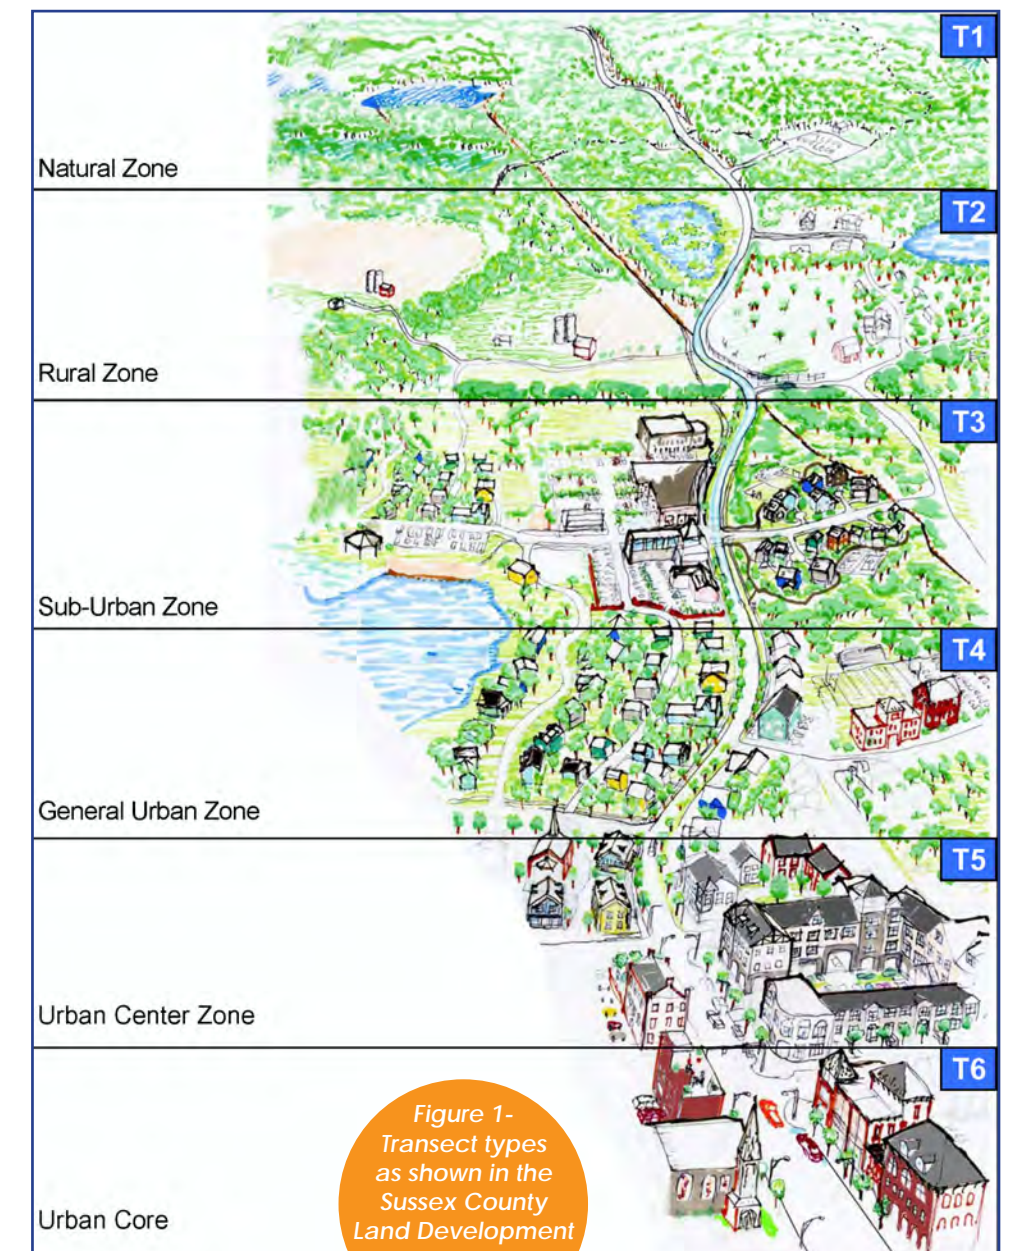 T1
Natural Zone
T2
Rural Zone
T3
Sub-Urban Zone
T4
General Urban Zone
T5
Urban Center Zone
T6
Figure 1-
Transect types
as shown in the
Sussex County
Land Development
Urban Core